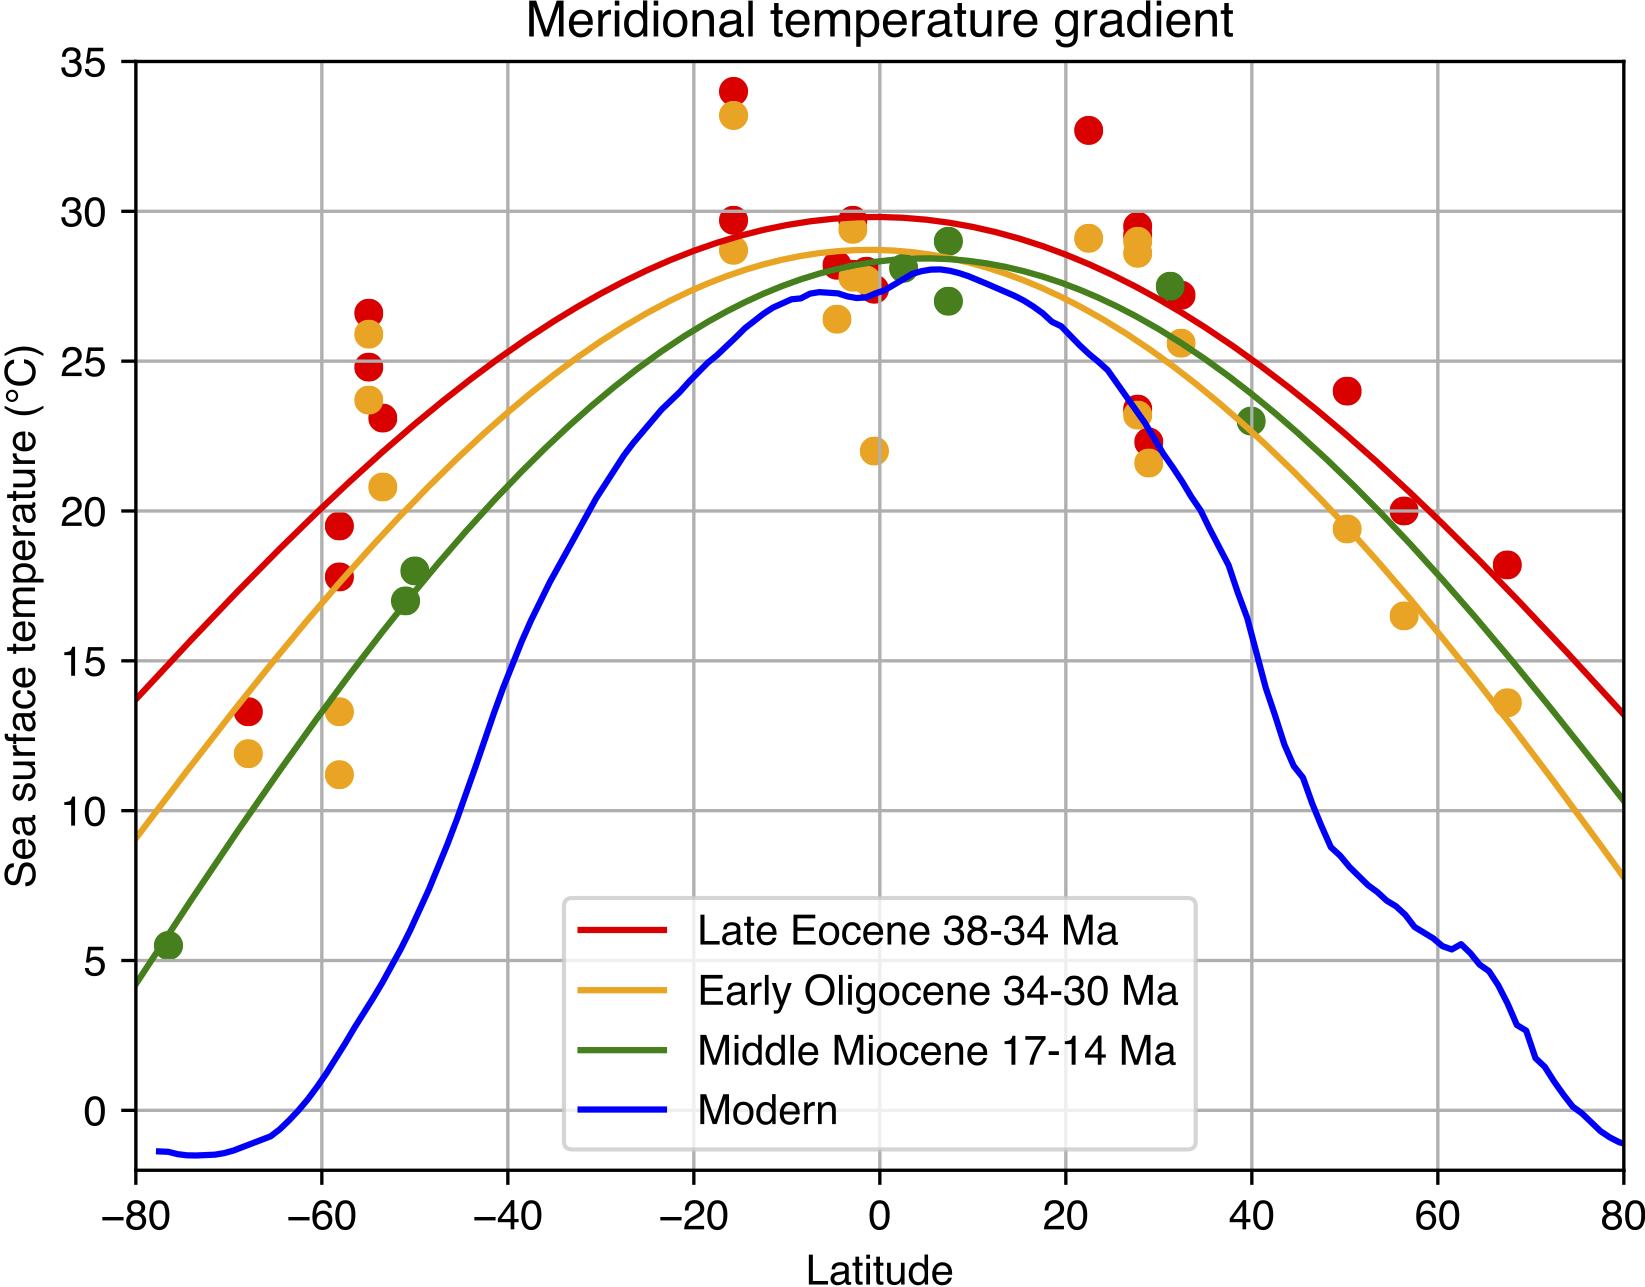 Meridional temperature gradient
35
30
25
20
15
10
5
0
Sea surface temperature (°C)
Late Eocene 38-34 Ma
Early Oligocene 34-30 Ma
Middle Miocene 17-14 Ma
Modern
−80 −60 −40 −20 0 20 40 60 80
Latitude